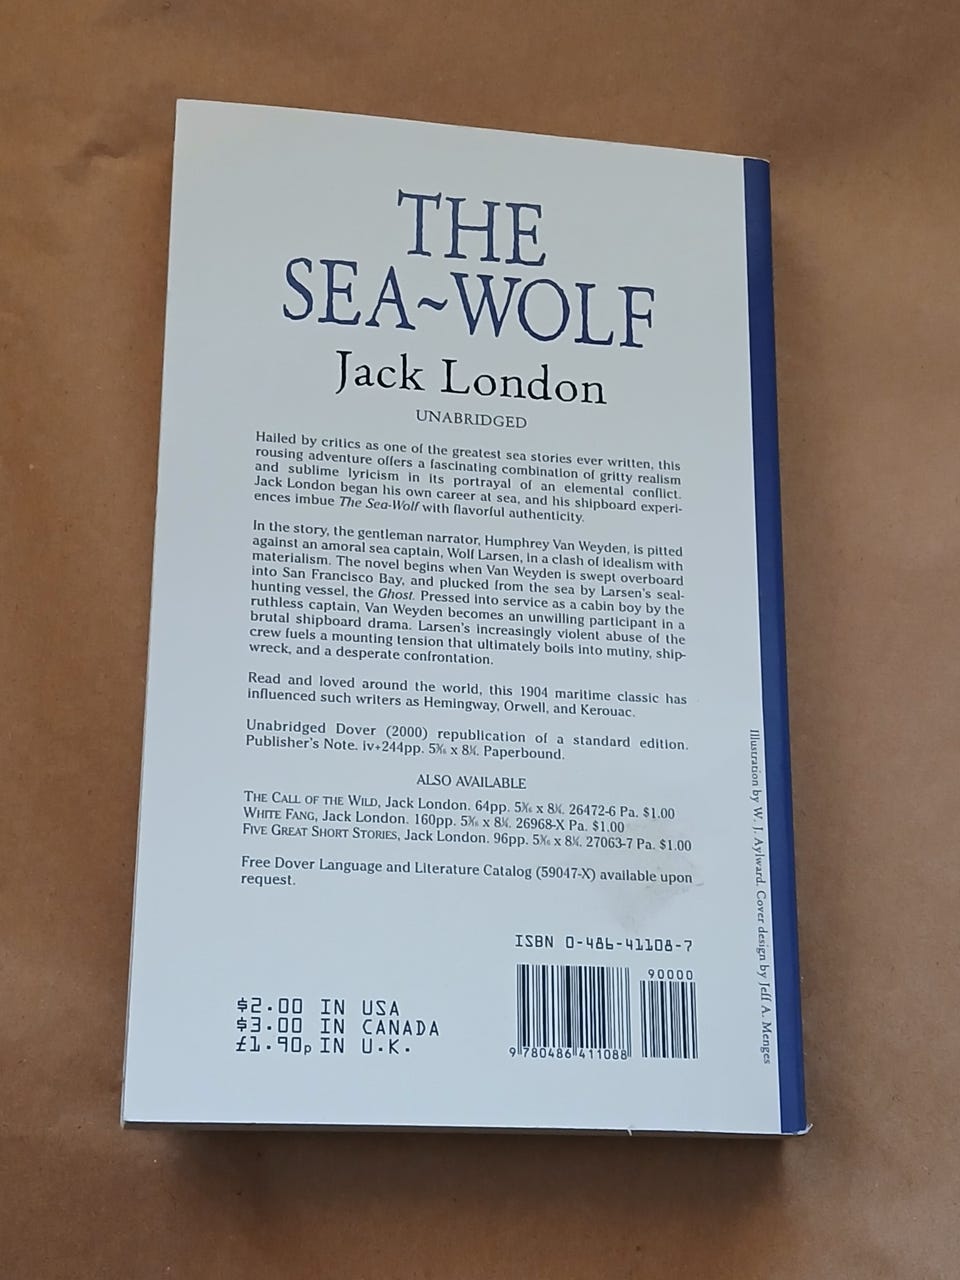 THE
SEA~WOLF
Jack London
UNABRIDGED
Hailed by critics as one of the greatest sea stories ever written, this
rousing adventure offers a fascinating combination of gritty realism
and sublime lyricism in its portrayal of an elemental conflict.
Jack London began his own career at sea, and his shipboard experi-
ences imbue The Sea-Wolf with flavorful authenticity.
In the story, the gentleman narrator, Humphrey Van Weyden, is pitted
against an amoral sea captain, Wolf Larsen, in a clash of idealism with
materialism. The novel begins when Van Weyden is swept overboard
into San Francisco Bay, and plucked from the sea by Larsen's seal-
hunting vessel, the Ghost. Pressed into service as a cabin boy by the
ruthless captain, Van Weyden becomes an unwilling participant in a
brutal shipboard drama. Larsen's increasingly violent abuse of the
crew fuels a mounting tension that ultimately boils into mutiny, ship-
wreck, and a desperate confrontation.
Read and loved around the world, this 1904 maritime classic has
influenced such writers as Hemingway, Orwell, and Kerouac.
Unabridged Dover (2000) republication of a standard edition.
Publisher's Note. iv+244pp. 5³⁄₁₆ x 8¼. Paperbound.
ALSO AVAILABLE
THE CALL OF THE WILD, Jack London. 64pp. 5³⁄₁₆ x 8¼. 26472-6 Pa. $1.00
WHITE FANG, Jack London. 160pp. 5³⁄₁₆ x 8¼. 26968-X Pa. $1.00
FIVE GREAT SHORT STORIES, Jack London. 96pp. 5³⁄₁₆ x 8¼. 27063-7 Pa. $1.00
Free Dover Language and Literature Catalog (59047-X) available upon
request.
ISBN 0-486-41108-7
90000
9 780486 411088
$2.00 IN USA
$3.00 IN CANADA
£1.90p IN U.K.
Illustration by W. J. Aylward. Cover design by Jeff A. Menges